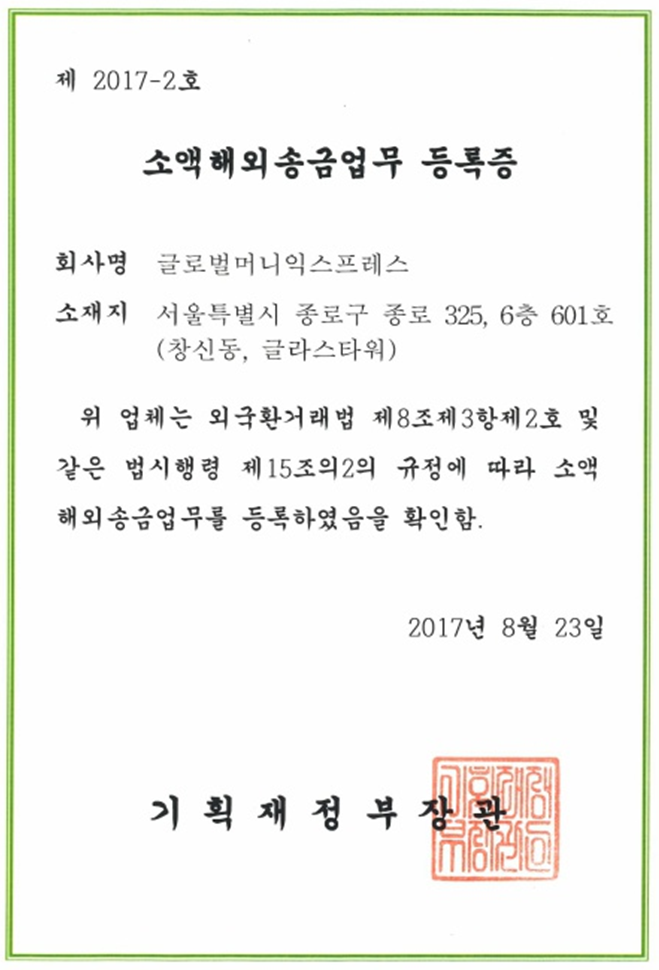 제 2017-2호
소액해외송금업무 등록증
회사명 글로벌머니익스프레스
소재지 서울특별시 종로구 종로 325, 6층 601호
(창신동, 글라스타워)
위 업체는 외국환거래법 제8조제3항제2호 및
같은 법시행령 제15조의2의 규정에 따라 소액
해외송금업무를 등록하였음을 확인함.
2017년 8월 23일
기획재정부장관